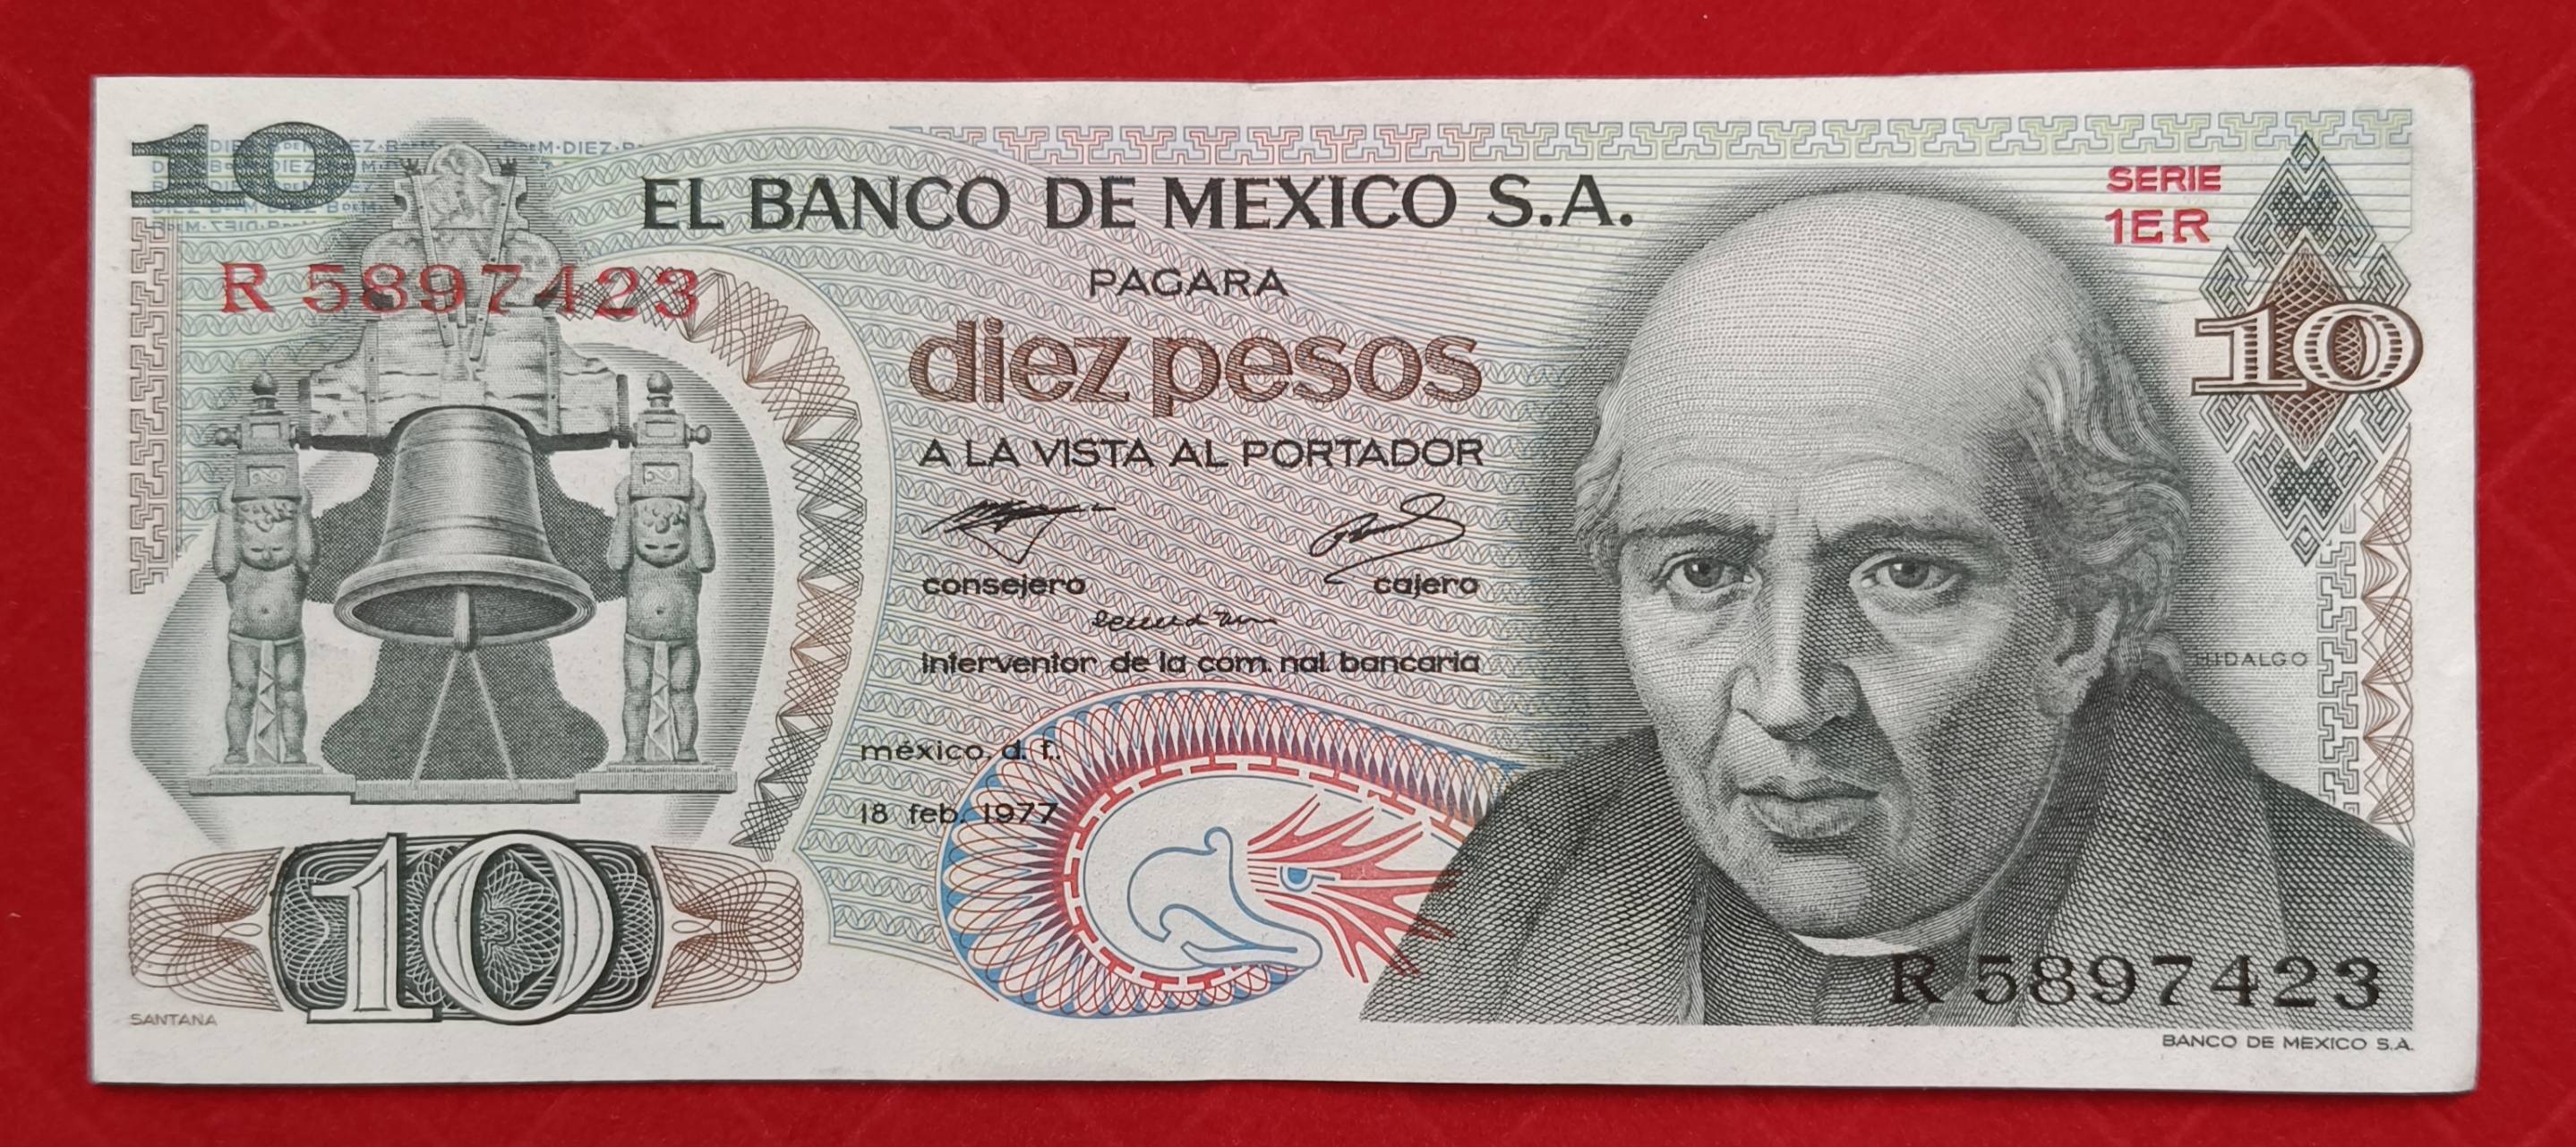 10
EL BANCO DE MEXICO S.A.
SERIE
1ER
R 5897423
PAGARA
diez pesos
10
A LA VISTA AL PORTADOR
consejero cajero
interventor de la com. nal. bancaria
HIDALGO
méxico, d. f.,
18 feb. 1977
10
R 5897423
SANTANA
BANCO DE MEXICO S.A.